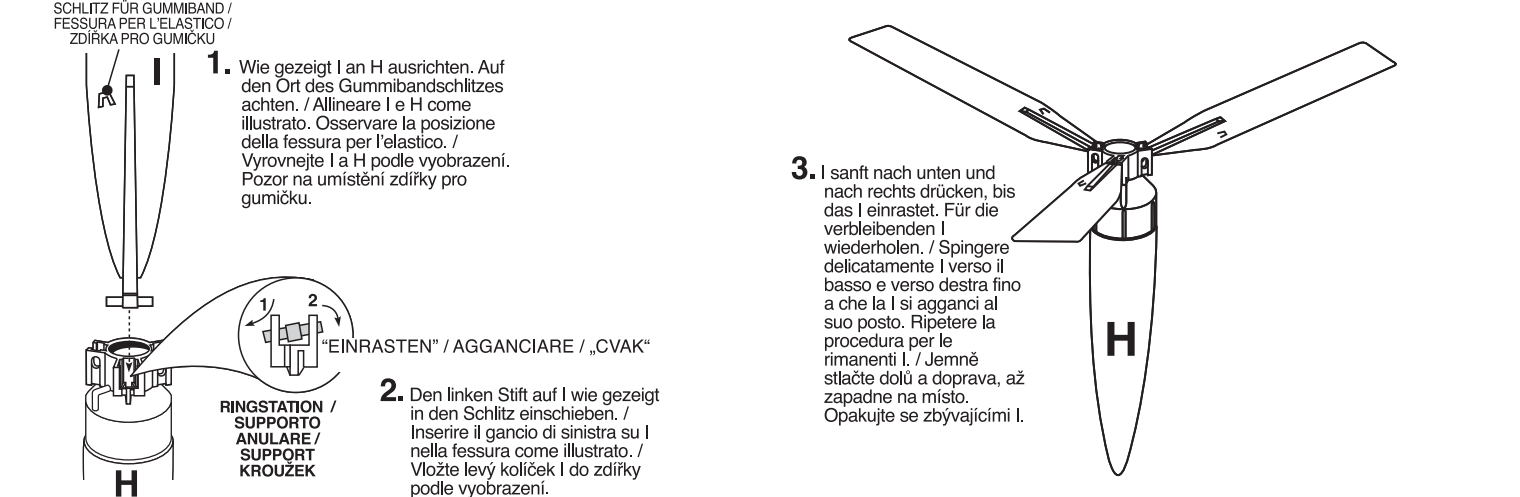 SCHLITZ FÜR GUMMIBAND /
FESSURA PER L'ELASTICO /
ZDÍŘKA PRO GUMIČKU
I
1. Wie gezeigt I an H ausrichten. Auf
den Ort des Gummibandschlitzes
achten. / Allineare I e H come
illustrato. Osservare la posizione
della fessura per l'elastico. /
Vyrovnejte I a H podle vyobrazení.
Pozor na umístění zdířky pro
gumičku.
1 2
"EINRASTEN" / AGGANCIARE / „CVAK“
RINGSTATION /
SUPPORTO
ANULARE /
SUPPORT
KROUŽEK
H
2. Den linken Stift auf I wie gezeigt
in den Schlitz einschieben. /
Inserire il gancio di sinistra su I
nella fessura come illustrato. /
Vložte levý kolíček I do zdířky
podle vyobrazení.
3. I sanft nach unten und
nach rechts drücken, bis
das I einrastet. Für die
verbleibenden I
wiederholen. / Spingere
delicatamente I verso il
basso e verso destra fino
a che la I si agganci al
suo posto. Ripetere la
procedura per le
rimanenti I. / Jemně
stlačte dolů a doprava, až
zapadne na místo.
Opakujte se zbývajícími I.
H